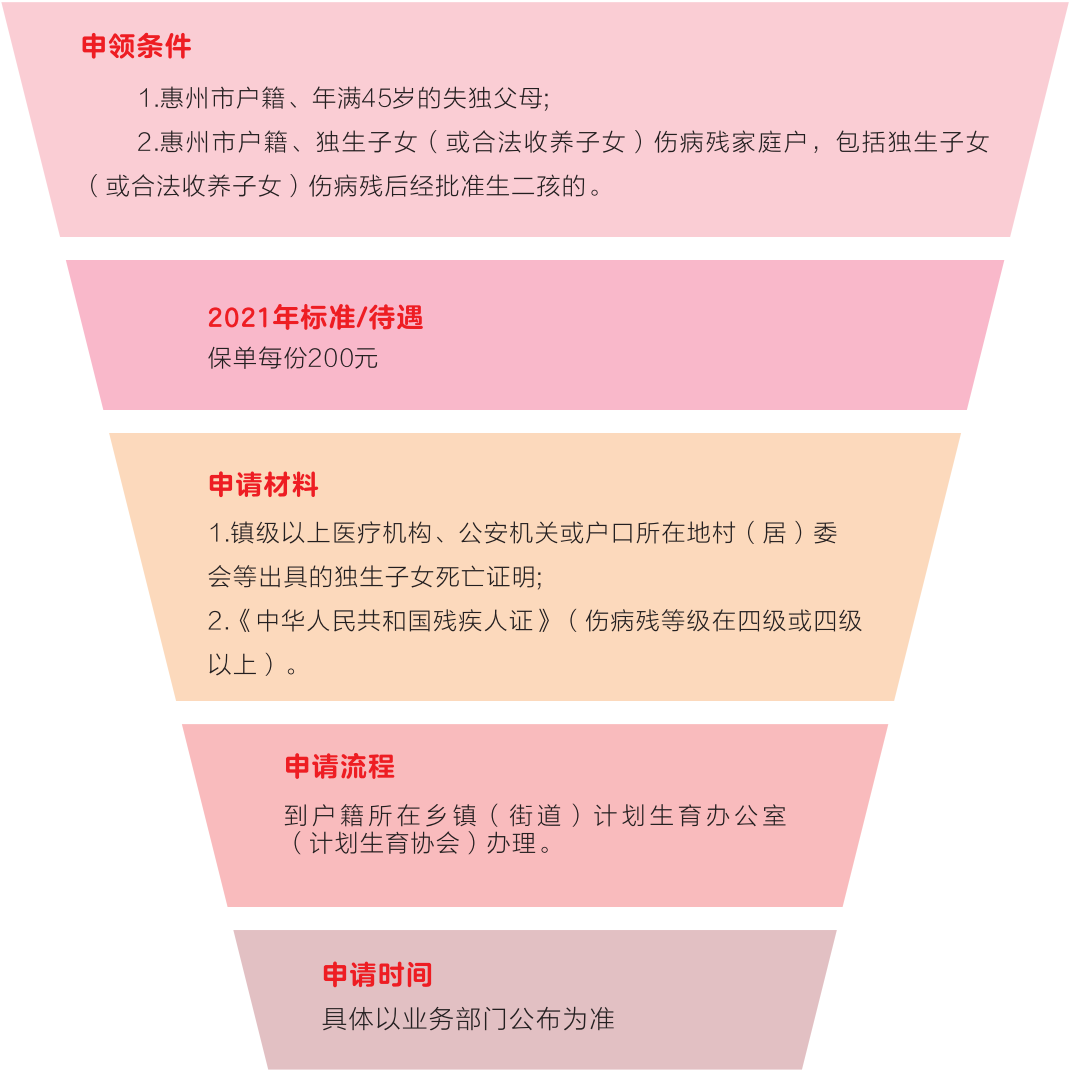 申领条件
1.惠州市户籍、年满45岁的失独父母;
2.惠州市户籍、独生子女（或合法收养子女）伤病残家庭户，包括独生子女
（或合法收养子女）伤病残后经批准生二孩的。
2021年标准/待遇
保单每份200元
申请材料
1.镇级以上医疗机构、公安机关或户口所在地村（居）委
会等出具的独生子女死亡证明;
2.《中华人民共和国残疾人证》（伤病残等级在四级或四级
以上）。
申请流程
到户籍所在乡镇（街道）计划生育办公室
（计划生育协会）办理。
申请时间
具体以业务部门公布为准